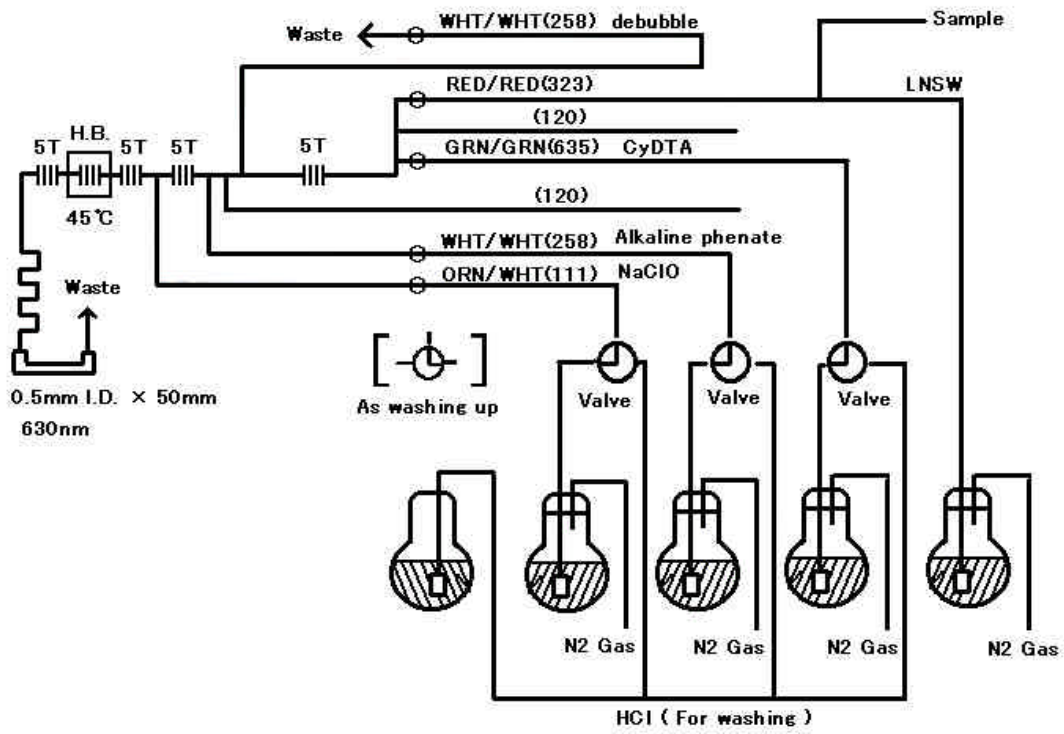 WHT/WHT(258) debubble
Waste
Sample
RED/RED(323)
LNSW
(120)
H.B.
5T
5T
5T
5T
GRN/GRN(635) CyDTA
45℃
(120)
WHT/WHT(258) Alkaline phenate
ORN/WHT(111) NaClO
Waste
0.5mm I.D. × 50mm
630nm
As washing up
Valve
Valve
Valve
N2 Gas
N2 Gas
N2 Gas
N2 Gas
HCl ( For washing )